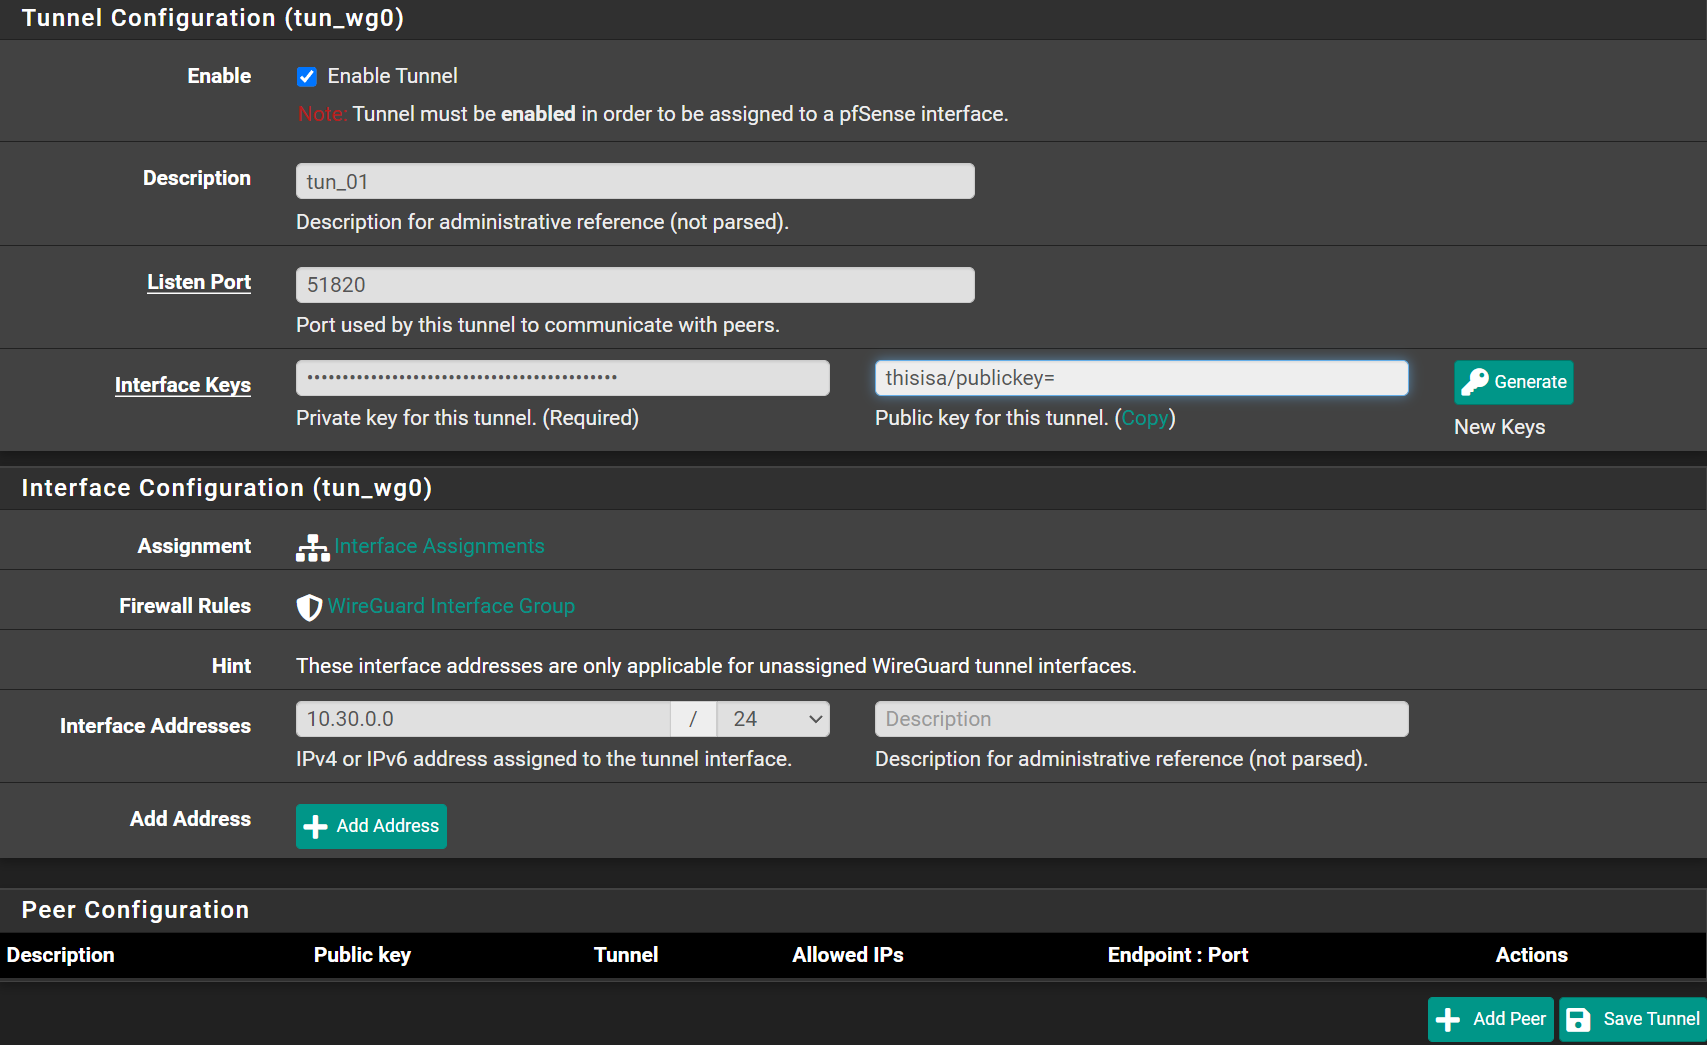 Tunnel Configuration (tun_wg0)
Enable
Enable Tunnel
Note: Tunnel must be enabled in order to be assigned to a pfSense interface.
Description
tun_01
Description for administrative reference (not parsed).
Listen Port
51820
Port used by this tunnel to communicate with peers.
Interface Keys
•••••••••••••••••••••••••••••••••••••••••••• thisisa/publickey= Generate
Private key for this tunnel. (Required) Public key for this tunnel. (Copy) New Keys
Interface Configuration (tun_wg0)
Assignment Interface Assignments
Firewall Rules WireGuard Interface Group
Hint These interface addresses are only applicable for unassigned WireGuard tunnel interfaces.
Interface Addresses 10.30.0.0 / 24 Description
IPv4 or IPv6 address assigned to the tunnel interface. Description for administrative reference (not parsed).
Add Address Add Address
Peer Configuration
Description Public key Tunnel Allowed IPs Endpoint : Port Actions
Add Peer Save Tunnel